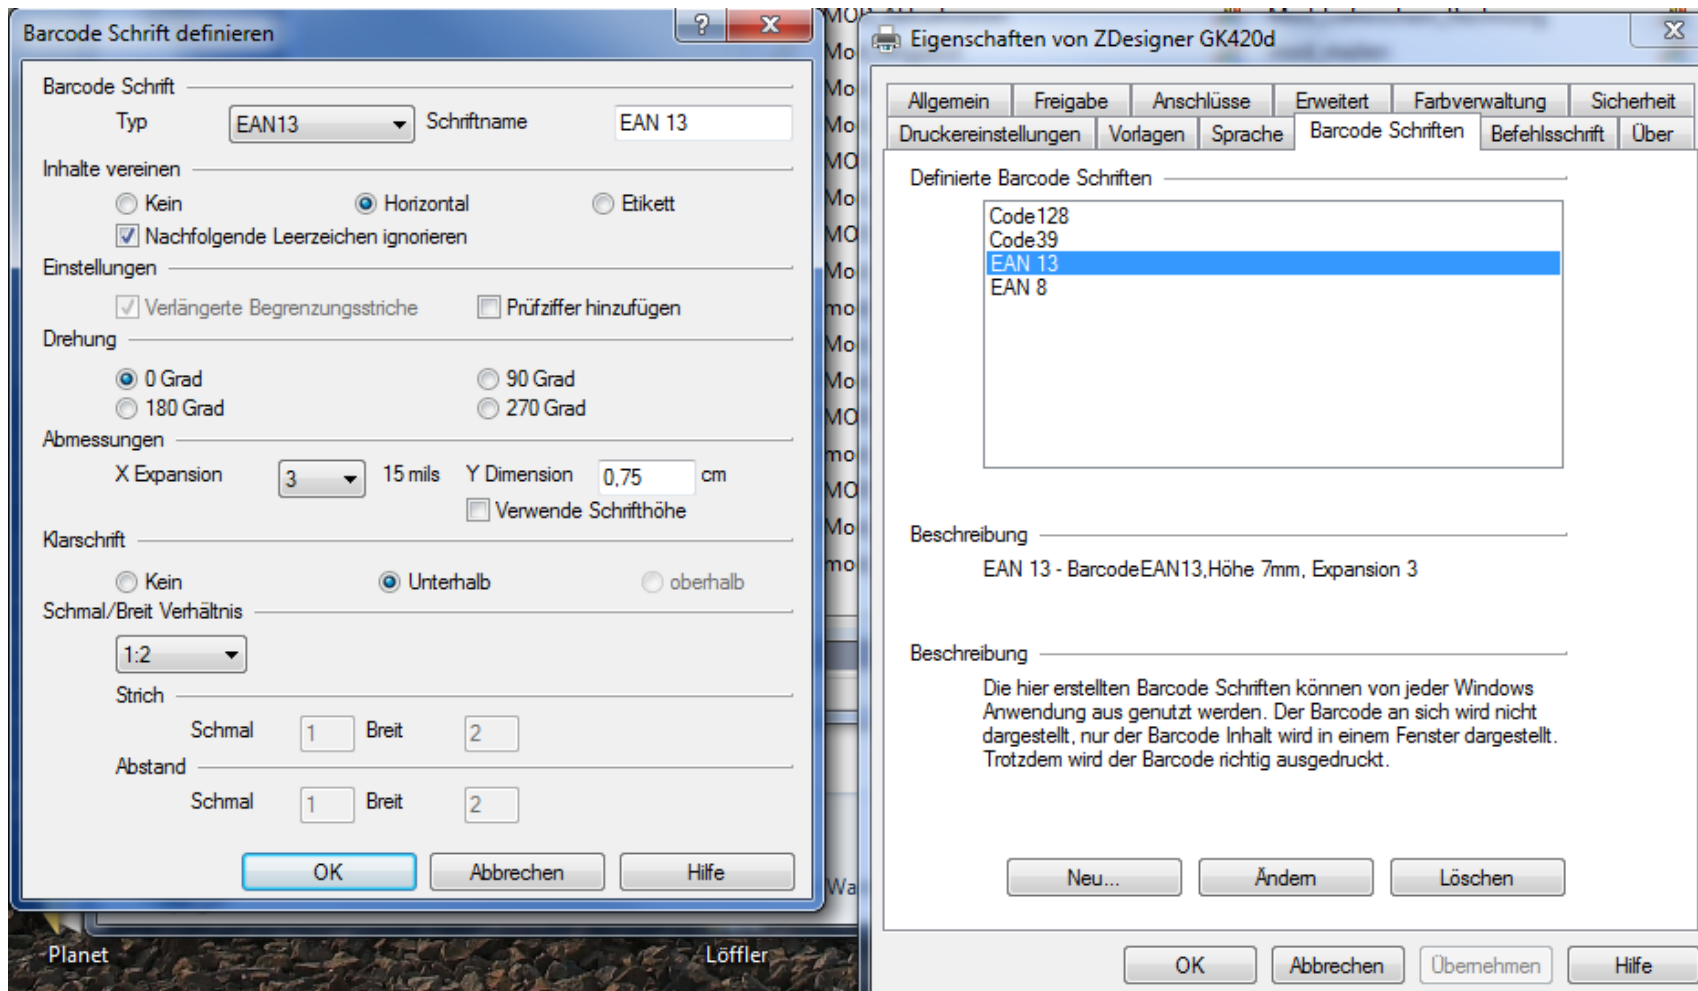 Barcode Schrift definieren
?
Barcode Schrift
Typ EAN13 Schriftname EAN 13
Inhalte vereinen
Kein Horizontal Etikett
Nachfolgende Leerzeichen ignorieren
Einstellungen
Verlängerte Begrenzungsstriche Prüfziffer hinzufügen
Drehung
0 Grad 90 Grad
180 Grad 270 Grad
Abmessungen
X Expansion 3 15 mils Y Dimension 0,75 cm
Verwende Schrifthöhe
Klarschrift
Kein Unterhalb oberhalb
Schmal/Breit Verhältnis
1:2
Strich
Schmal 1 Breit 2
Abstand
Schmal 1 Breit 2
OK Abbrechen Hilfe
Planet Löffler
Eigenschaften von ZDesigner GK420d
Allgemein Freigabe Anschlüsse Erweitert Farbverwaltung Sicherheit
Druckereinstellungen Vorlagen Sprache Barcode Schriften Befehlsschrift Über
Definierte Barcode Schriften
Code128
Code39
EAN 13
EAN 8
Beschreibung
EAN 13 - BarcodeEAN13,Höhe 7mm, Expansion 3
Beschreibung
Die hier erstellten Barcode Schriften können von jeder Windows
Anwendung aus genutzt werden. Der Barcode an sich wird nicht
dargestellt, nur der Barcode Inhalt wird in einem Fenster dargestellt.
Trotzdem wird der Barcode richtig ausgedruckt.
Neu... Ändern Löschen
OK Abbrechen Übernehmen Hilfe